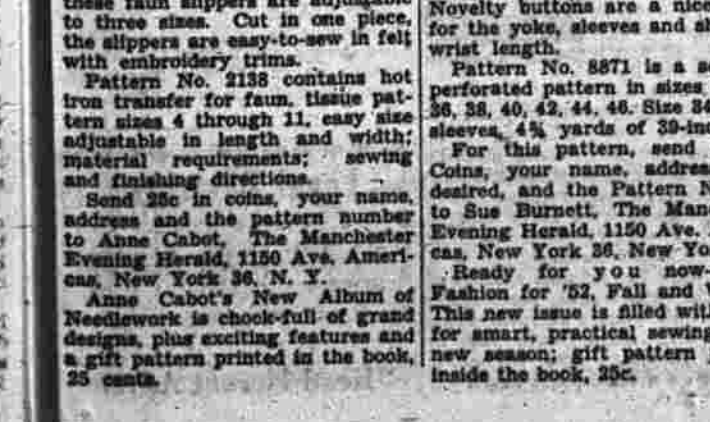 these faun slippers are adjustable
to three sizes. Cut in one piece,
the slippers are easy-to-sew in felt
with embroidery trims.
Pattern No. 2138 contains hot
iron transfer for faun, tissue pat-
tern sizes 4 through 11, easy size
adjustable in length and width;
material requirements; sewing
and finishing directions.
Send 25c in coins, your name,
address and the pattern number
to Anne Cabot, The Manchester
Evening Herald, 1150 Ave. Ameri-
cas, New York 36, N. Y.
Anne Cabot's New Album of
Needlework is chock-full of grand
designs, plus exciting features and
a gift pattern printed in the book,
25 cents.
Novelty buttons are a nice
for the yoke, sleeves and
wrist length.
Pattern No. 8871 is a
perforated pattern in sizes
36, 38, 40, 42, 44, 46. Size 34
sleeves, 4¾ yards of 39-in
For this pattern, send
Coins, your name, addres
desired, and the Pattern N
to Sue Burnett, The Man
Evening Herald, 1150 Ave.
cas, New York 36, New Yo
Ready for you now-
Fashion for '52, Fall and
This new issue is filled wit
for smart, practical sewing
new season; gift pattern
inside the book, 25c.